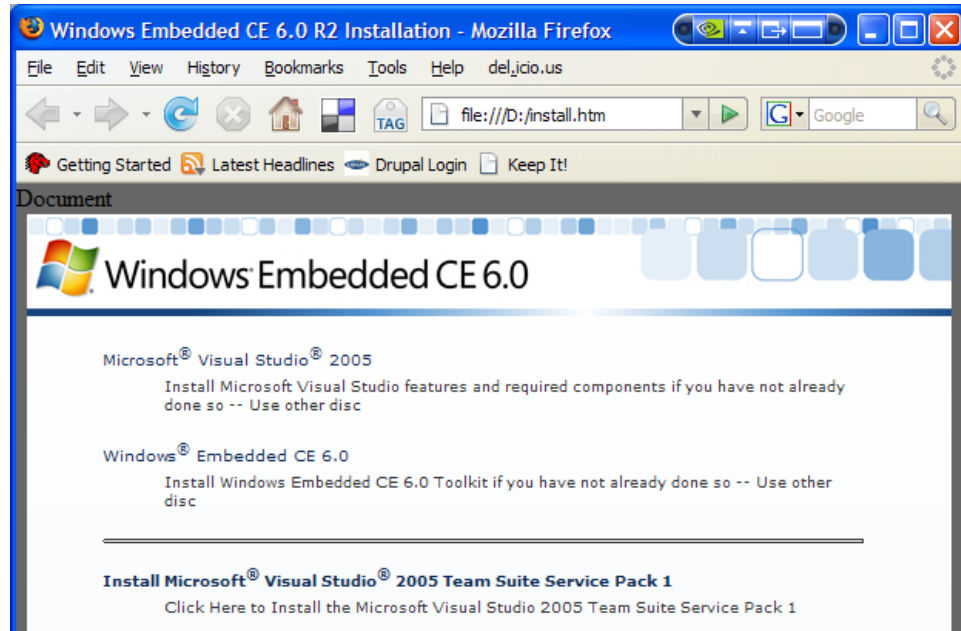 Windows Embedded CE 6.0 R2 Installation - Mozilla Firefox
File Edit View History Bookmarks Tools Help del.icio.us
TAG file:///D:/install.htm G Google
Getting Started Latest Headlines Drupal Login Keep It!
Document
Windows Embedded CE 6.0
Microsoft® Visual Studio® 2005
Install Microsoft Visual Studio features and required components if you have not already
done so -- Use other disc
Windows® Embedded CE 6.0
Install Windows Embedded CE 6.0 Toolkit if you have not already done so -- Use other
disc
Install Microsoft® Visual Studio® 2005 Team Suite Service Pack 1
Click Here to Install the Microsoft Visual Studio 2005 Team Suite Service Pack 1